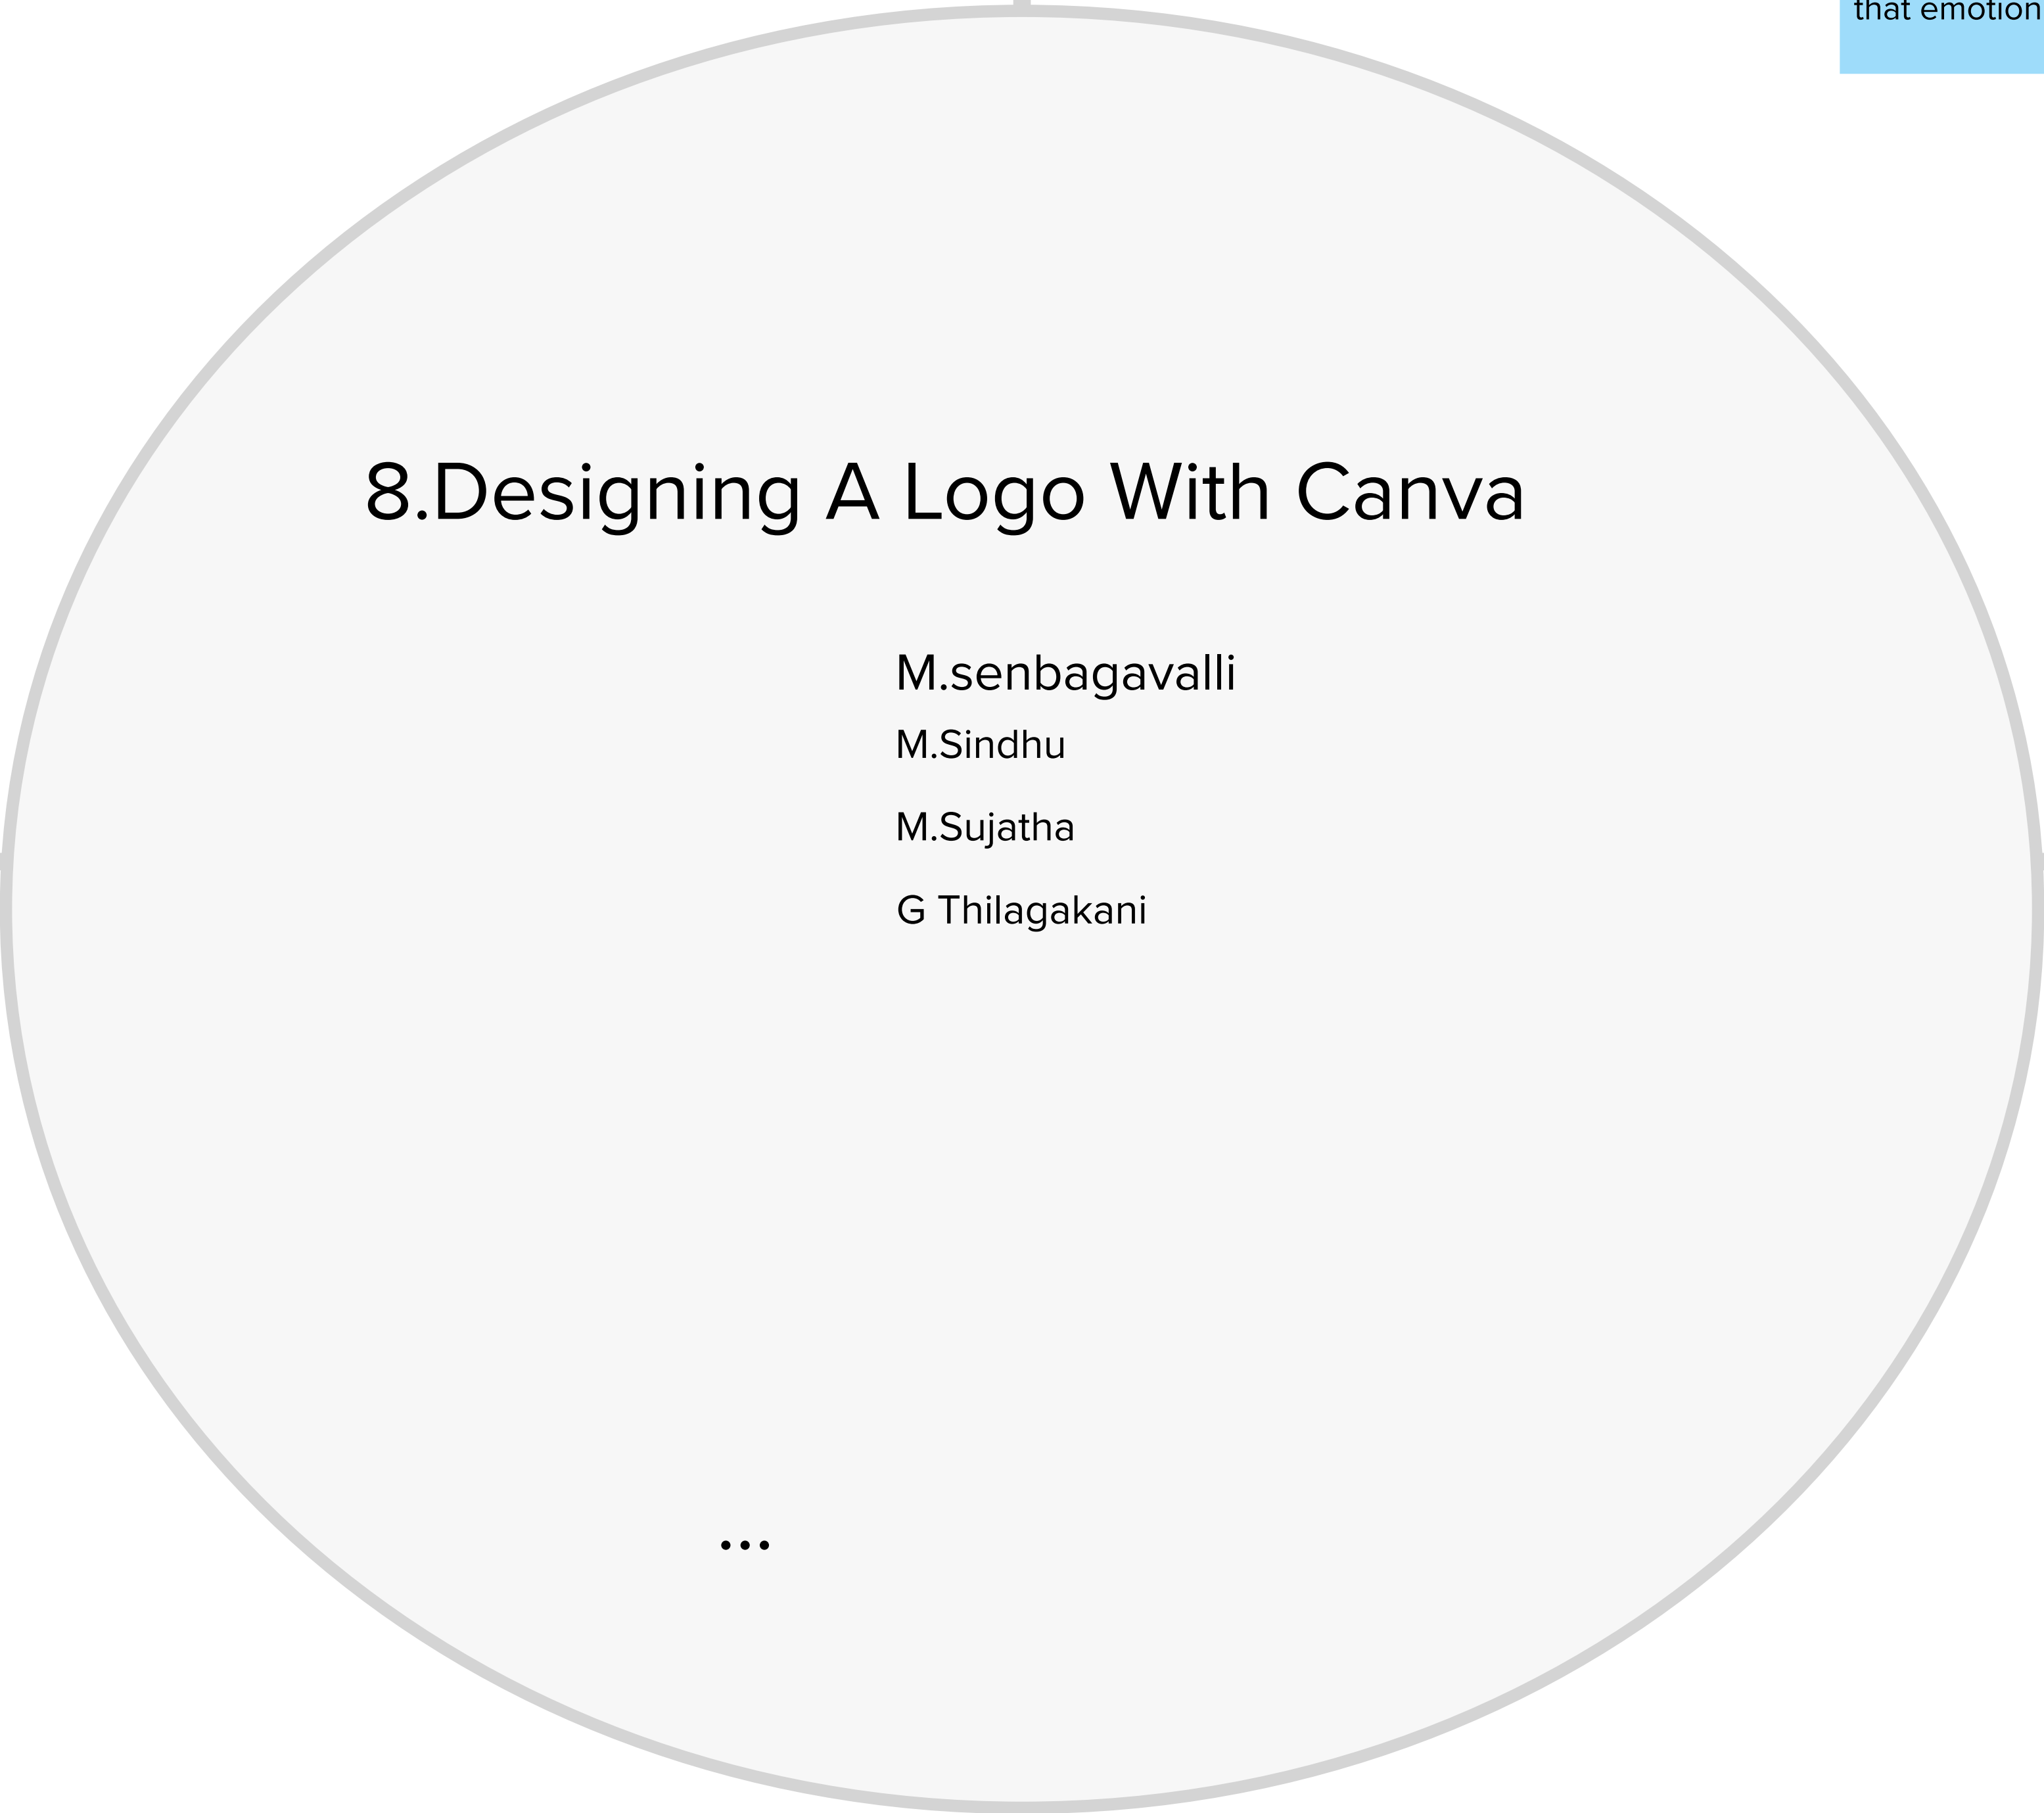 that emotion
8.Designing A Logo With Canva
M.senbagavalli
M.Sindhu
M.Sujatha
G Thilagakani
...